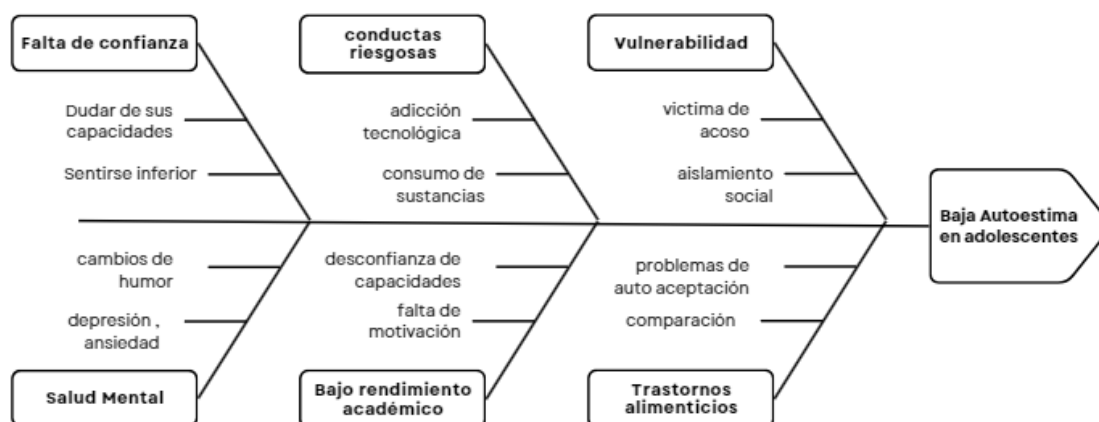 Falta de confianza
conductas
riesgosas
Vulnerabilidad
Dudar de sus
capacidades
Sentirse inferior
adicción
tecnológica
consumo de
sustancias
victima de
acoso
aislamiento
social
Baja Autoestima
en adolescentes
cambios de
humor
depresión ,
ansiedad
desconfianza de
capacidades
falta de
motivación
problemas de
auto aceptación
comparación
Salud Mental
Bajo rendimiento
académico
Trastornos
alimenticios